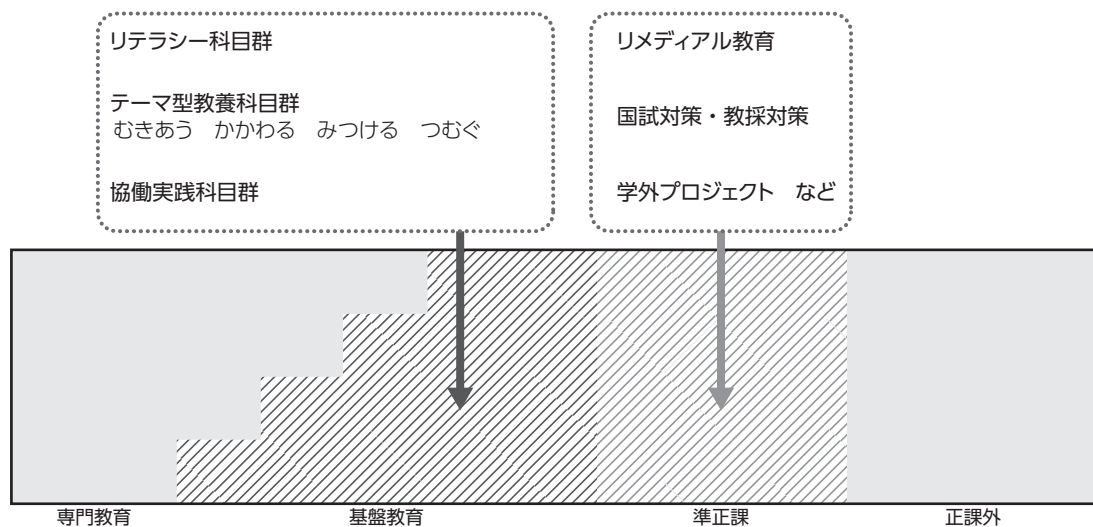 リテラシー科目群
テーマ型教養科目群
むきあう　かかわる　みつける　つむぐ
協働実践科目群
リメディアル教育
国試対策・教採対策
学外プロジェクト　など
専門教育
基盤教育
準正課
正課外